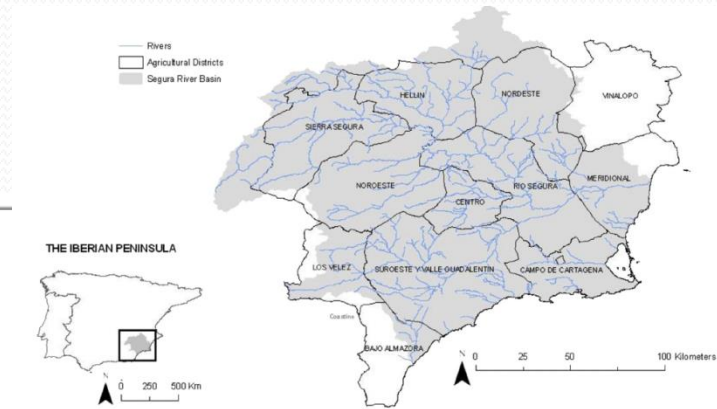 Rivers
Agricultural Districts
Segura River Basin
HELLIN
NORDESTE
VINALOPO
SIERRA SEGURA
NOROESTE
RIO SEGURA
MERIDIONAL
CENTRO
THE IBERIAN PENINSULA
LOS VELEZ
SUROESTE Y VALLE GUADALENTÍN
CAMPO DE CARTAGENA
Coastline
BAJO ALMAZORA
N
0 25 50 100 Kilometers
N
0 250 500 Km